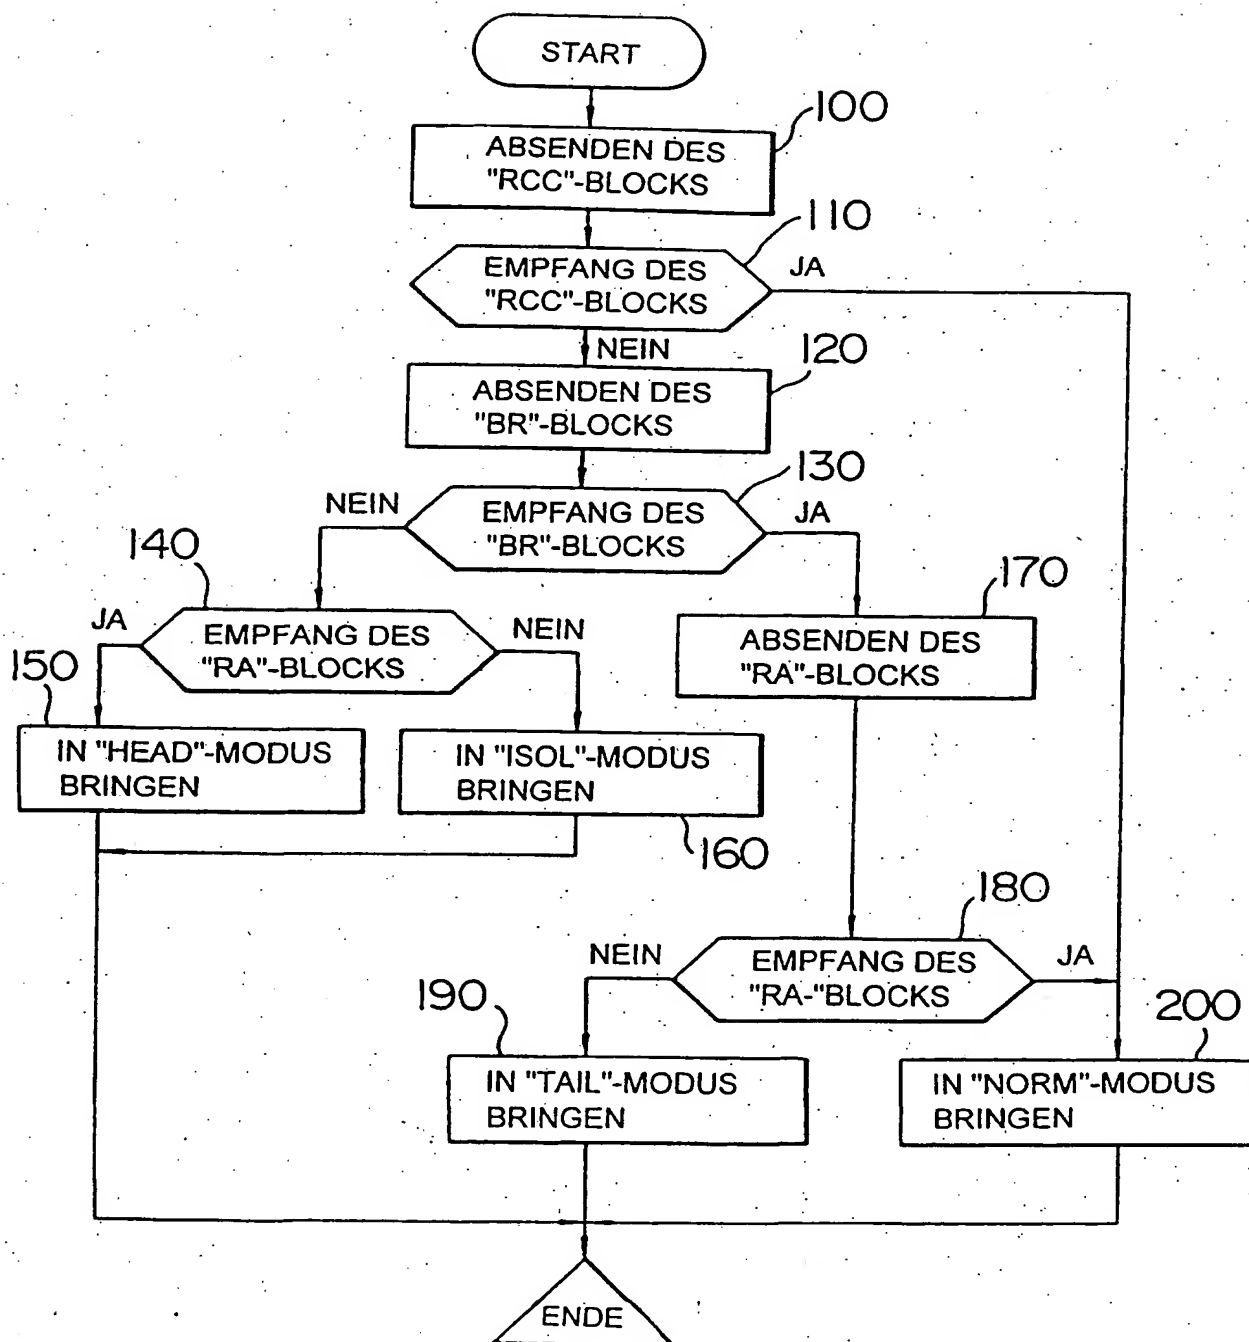 START
100
ABSENDEN DES
"RCC"-BLOCKS
110
EMPFANG DES
"RCC"-BLOCKS
JA
NEIN
120
ABSENDEN DES
"BR"-BLOCKS
130
NEIN
EMPFANG DES
"BR"-BLOCKS
JA
140
JA
EMPFANG DES
"RA"-BLOCKS
NEIN
170
ABSENDEN DES
"RA"-BLOCKS
150
IN "HEAD"-MODUS
BRINGEN
IN "ISOL"-MODUS
BRINGEN
160
180
NEIN
EMPFANG DES
"RA-"BLOCKS
JA
190
IN "TAIL"-MODUS
BRINGEN
200
IN "NORM"-MODUS
BRINGEN
ENDE